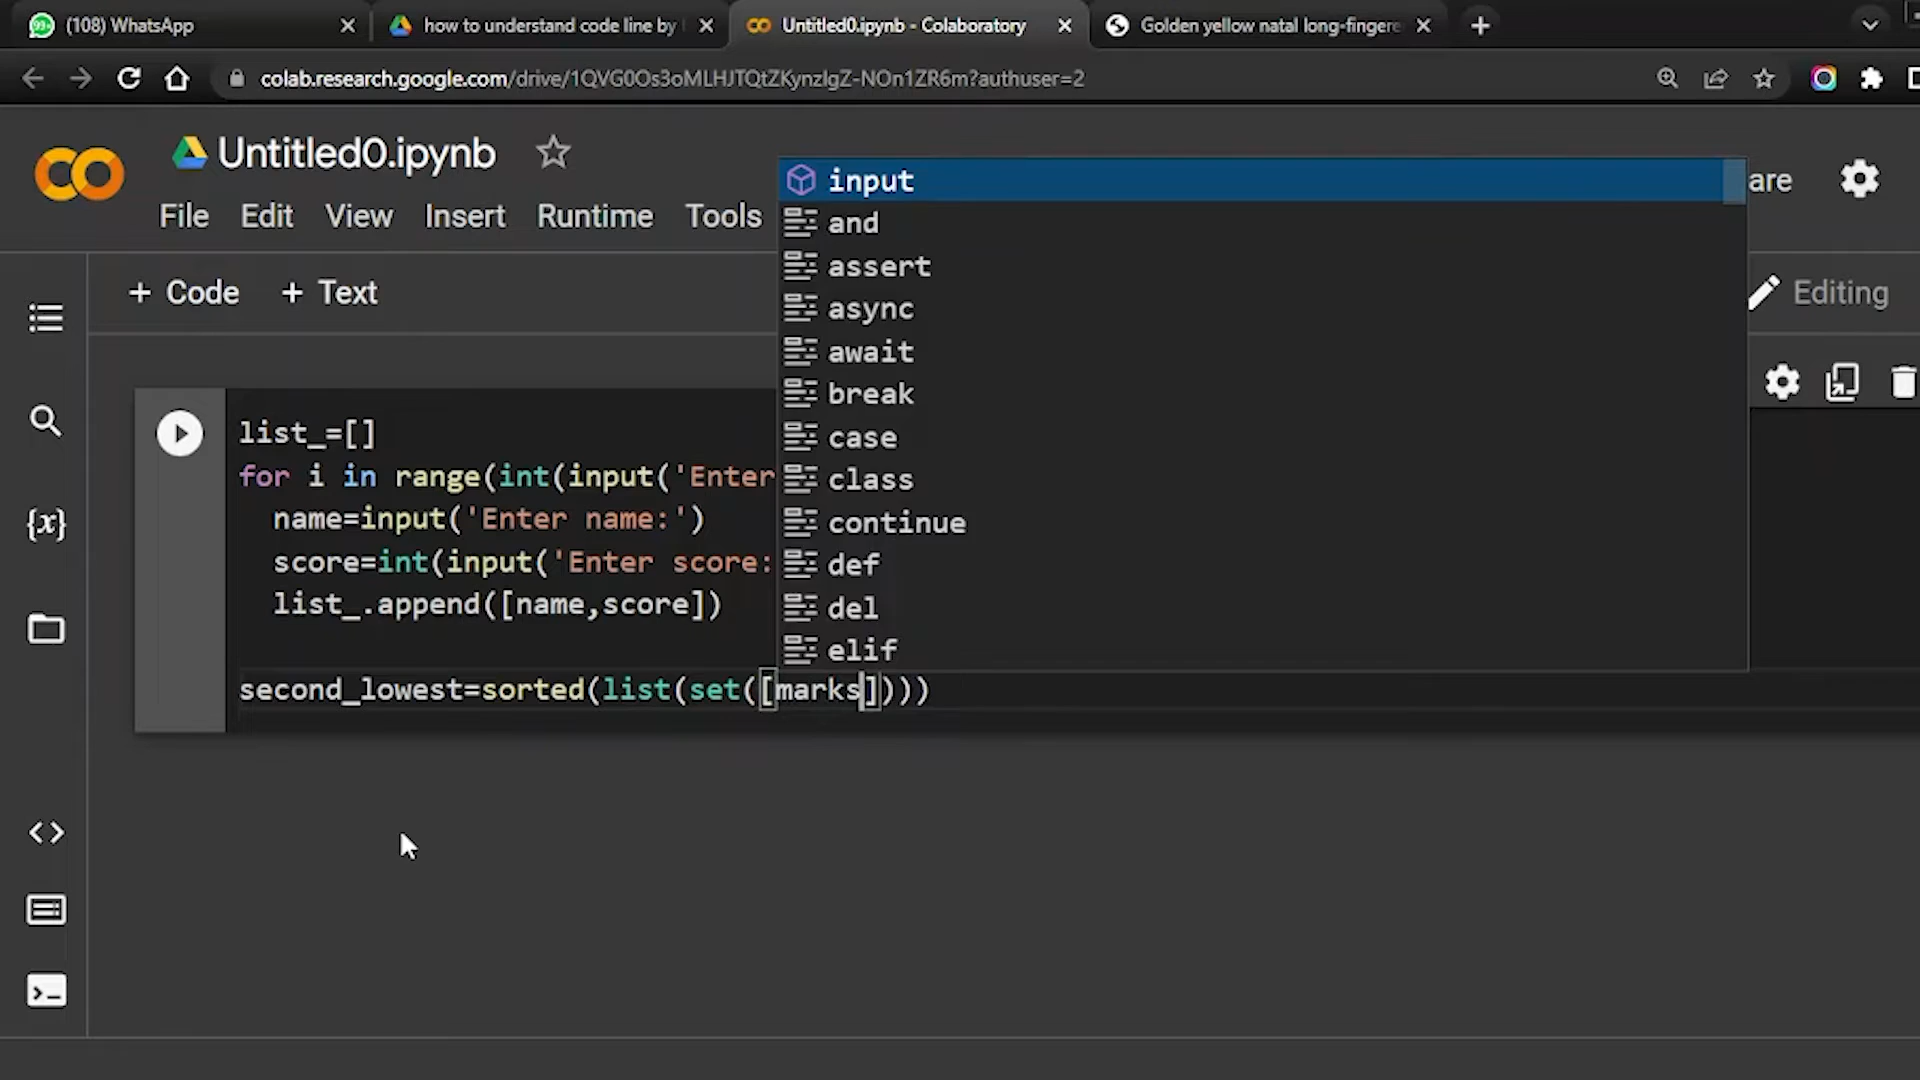 (108) WhatsApp
how to understand code line by
Untitled0.ipynb - Colaboratory
Golden yellow natal long-fingere
colab.research.google.com/drive/1QVG0Os3oMLHJTQtZKynzIgZ-NOn1ZR6m?authuser=2
Untitled0.ipynb
are
File Edit View Insert Runtime Tools
+ Code + Text
Editing
input
and
assert
async
await
break
case
class
continue
def
del
elif
list_=[]
for i in range(int(input('Enter
name=input('Enter name:')
score=int(input('Enter score:
list_.append([name,score])
second_lowest=sorted(list(set([marks])))